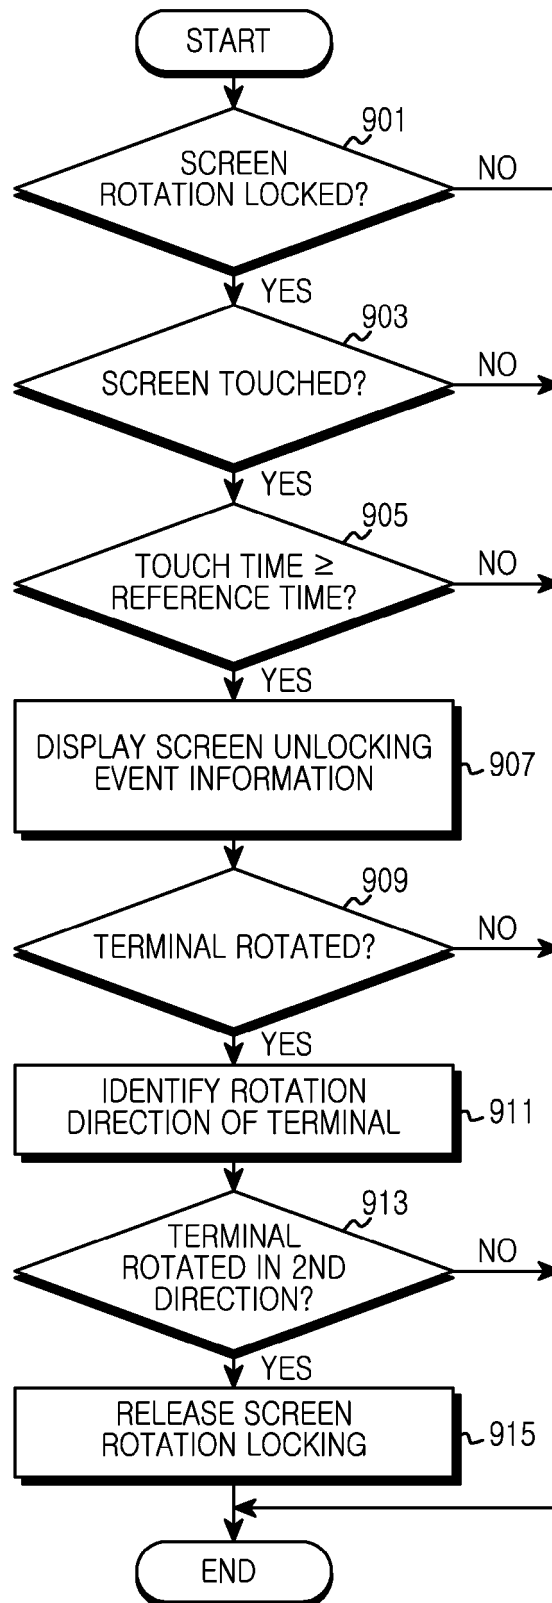 START
901
SCREEN
ROTATION LOCKED?
NO
YES
903
SCREEN TOUCHED?
NO
YES
905
TOUCH TIME ≥
REFERENCE TIME?
NO
YES
DISPLAY SCREEN UNLOCKING
EVENT INFORMATION
907
909
TERMINAL ROTATED?
NO
YES
IDENTIFY ROTATION
DIRECTION OF TERMINAL
911
913
TERMINAL
ROTATED IN 2ND
DIRECTION?
NO
YES
RELEASE SCREEN
ROTATION LOCKING
915
END